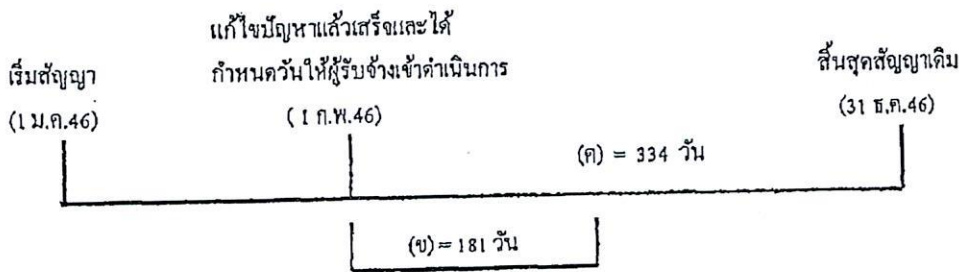 แก้ไขปัญหาแล้วเสร็จและได้
เริ่มสัญญา กำหนดวันให้ผู้รับจ้างเข้าดำเนินการ สิ้นสุดสัญญาเดิม
(1 ม.ค.46) (1 ก.พ.46) (31 ธ.ค.46)
(ค) = 334 วัน
(ข) = 181 วัน